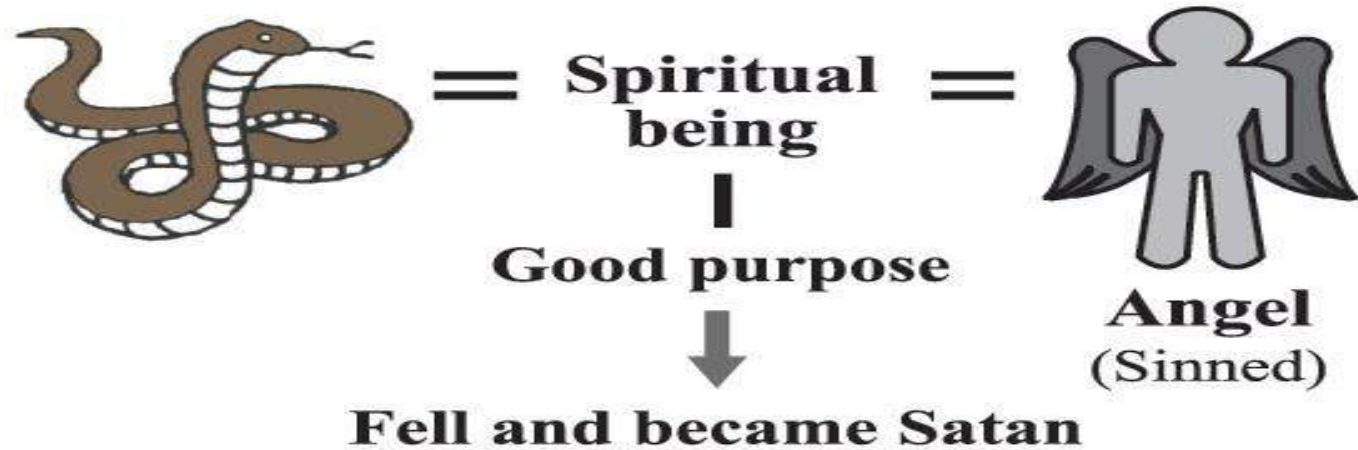 = Spiritual =
being
Good purpose
Angel
(Sinned)
Fell and became Satan